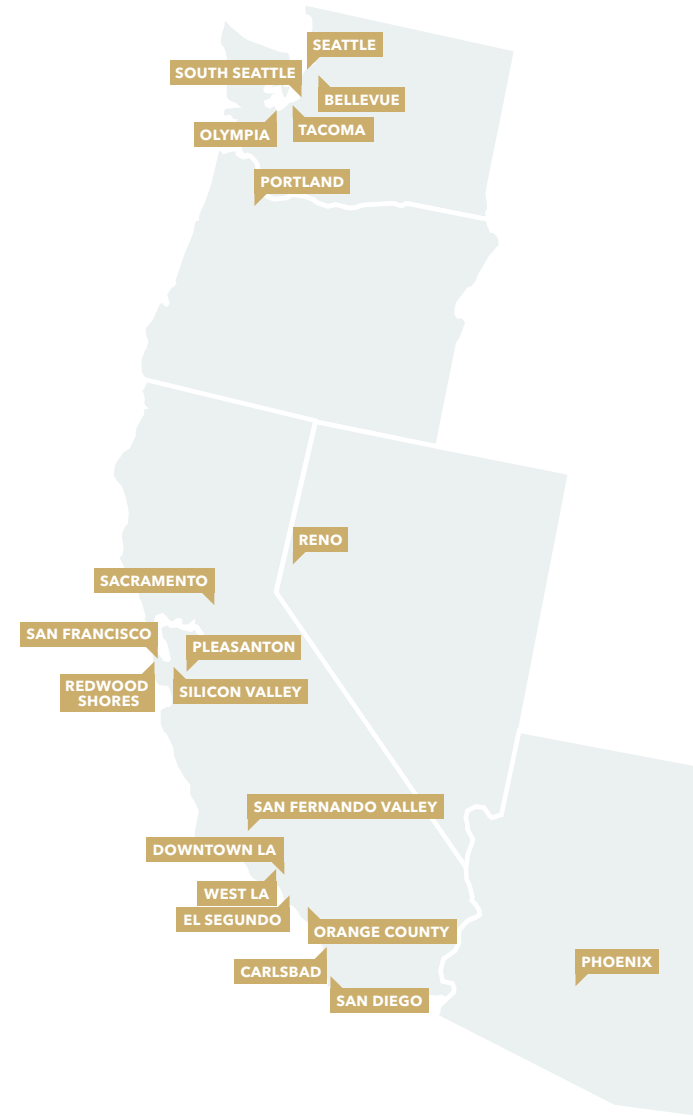 SEATTLE
SOUTH SEATTLE
BELLEVUE
OLYMPIA
TACOMA
PORTLAND
RENO
SACRAMENTO
SAN FRANCISCO
PLEASANTON
REDWOOD
SHORES
SILICON VALLEY
SAN FERNANDO VALLEY
DOWNTOWN LA
WEST LA
EL SEGUNDO
ORANGE COUNTY
PHOENIX
CARLSBAD
SAN DIEGO